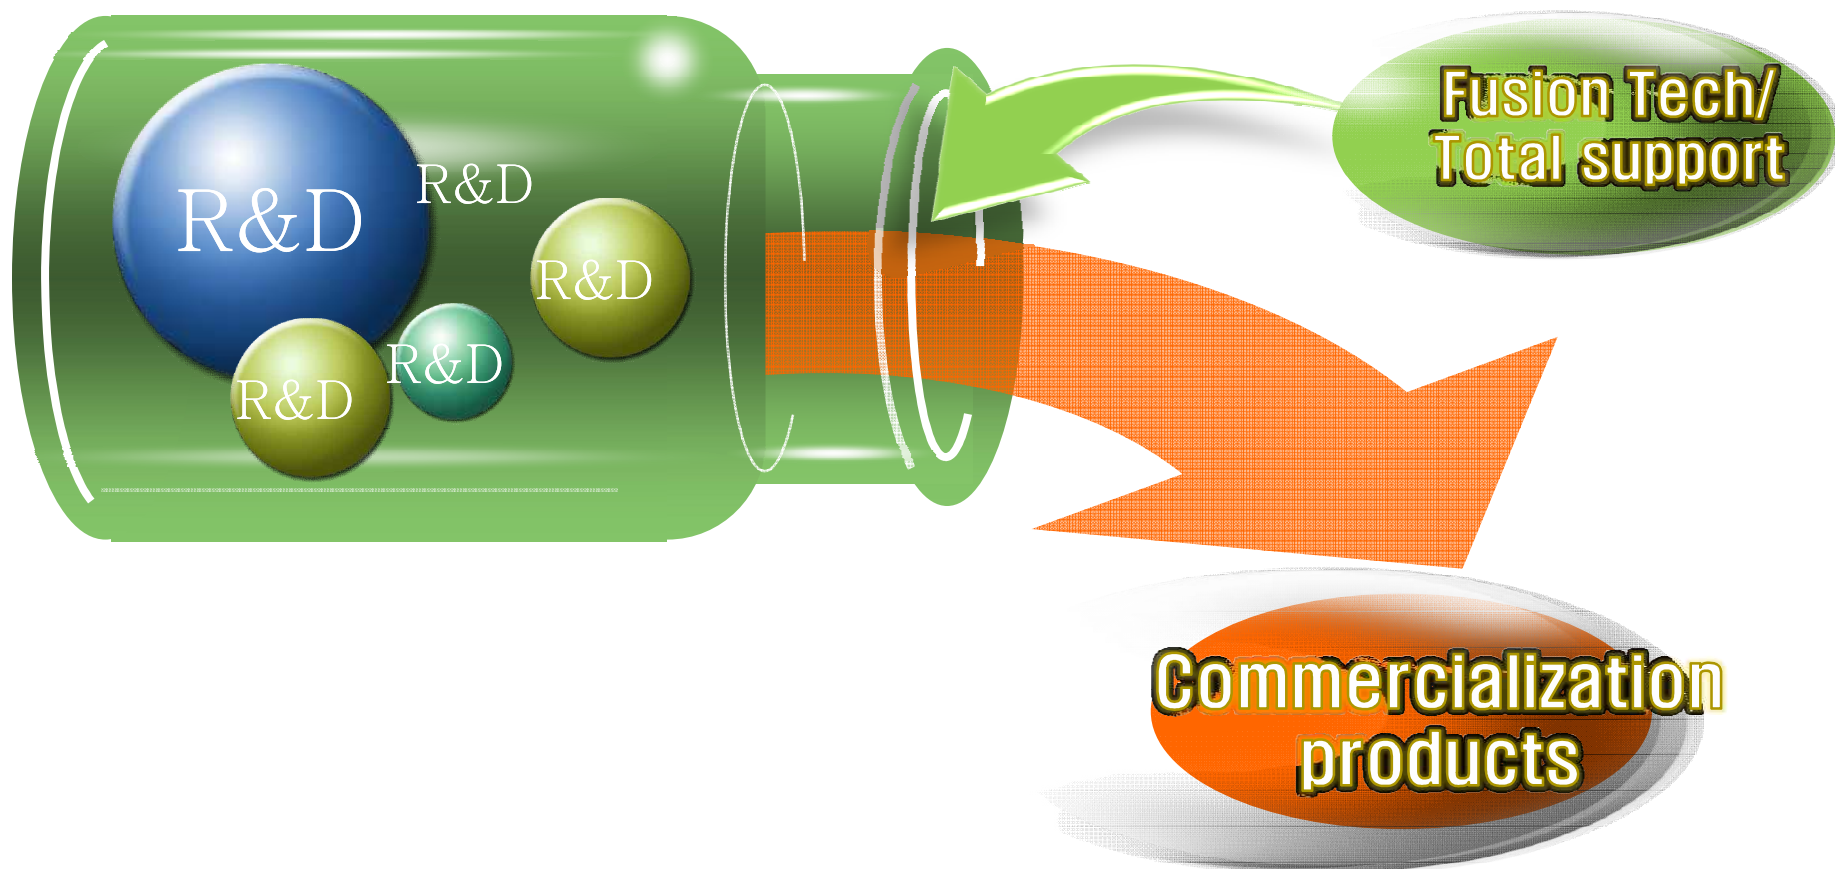 R&D
R&D
R&D
R&D
R&D
Fusion Tech/
Total support
Commercialization
products